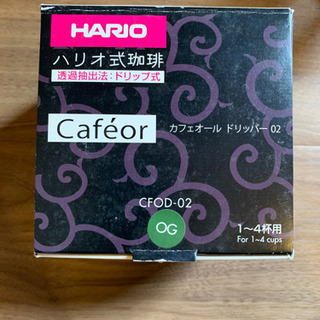 HARIO
ハリオ式珈琲
透過抽出法：ドリップ式
Caféor
カフェオール ドリッパー 02
CFOD-02
OG
1〜4杯用
For 1~4 cups